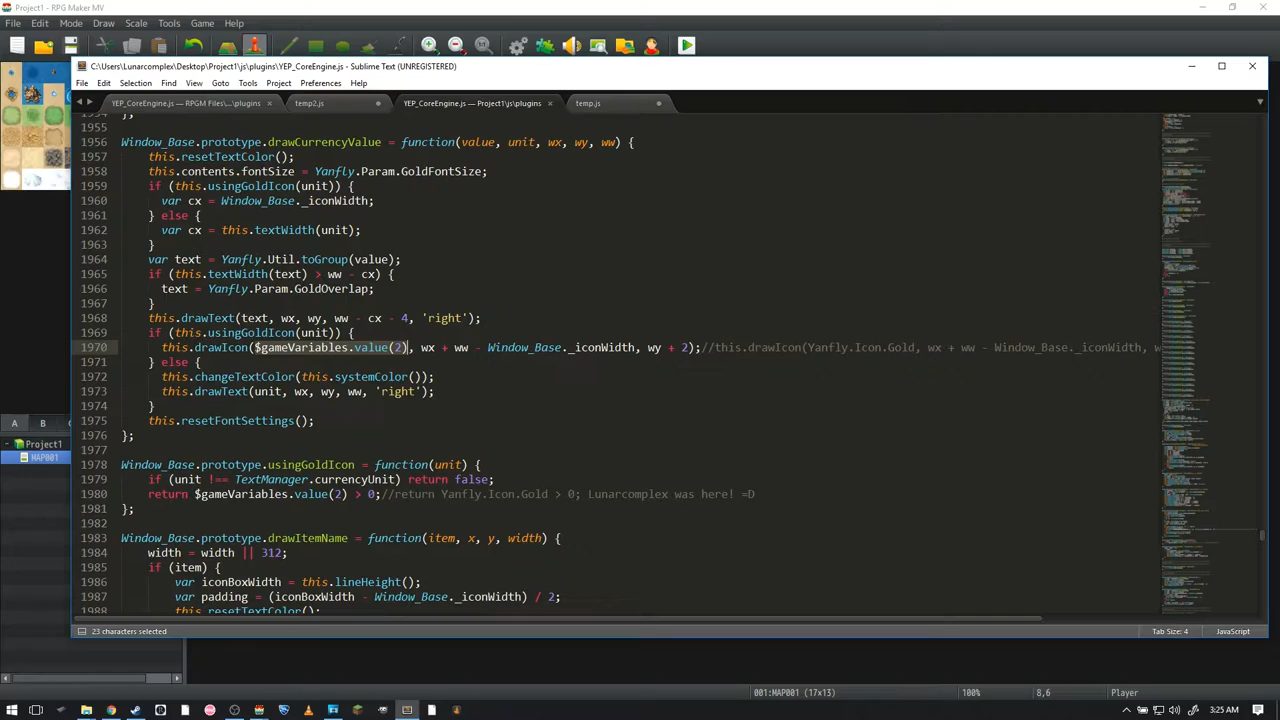 Project1 - RPG Maker MV
File Edit Mode Draw Scale Tools Game Help
C:\Users\Lunarcomplex\Desktop\Project1\js\plugins\YEP_CoreEngine.js - Sublime Text (UNREGISTERED)
File Edit Selection Find View Goto Tools Project Preferences Help
YEP_CoreEngine.js — RPGM Files/...\plugins × temp2.js YEP_CoreEngine.js — Project1\js\plugins × temp.js
1954 };
1955
1956 Window_Base.prototype.drawCurrencyValue = function(value, unit, wx, wy, ww) {
1957 this.resetTextColor();
1958 this.contents.fontSize = Yanfly.Param.GoldFontSize;
1959 if (this.usingGoldIcon(unit)) {
1960 var cx = Window_Base._iconWidth;
1961 } else {
1962 var cx = this.textWidth(unit);
1963 }
1964 var text = Yanfly.Util.toGroup(value);
1965 if (this.textWidth(text) > ww - cx) {
1966 text = Yanfly.Param.GoldOverlap;
1967 }
1968 this.drawText(text, wx, wy, ww - cx - 4, 'right');
1969 if (this.usingGoldIcon(unit)) {
1970 this.drawIcon($gameVariables.value(2), wx + ww - Window_Base._iconWidth, wy + 2);//this.drawIcon(Yanfly.Icon.Gold, wx + ww - Window_Base._iconWidth, w
1971 } else {
1972 this.changeTextColor(this.systemColor());
1973 this.drawText(unit, wx, wy, ww, 'right');
1974 }
1975 this.resetFontSettings();
1976 };
1977
1978 Window_Base.prototype.usingGoldIcon = function(unit) {
1979 if (unit !== TextManager.currencyUnit) return false;
1980 return $gameVariables.value(2) > 0;//return Yanfly.Icon.Gold > 0; Lunarcomplex was here! =D
1981 };
1982
1983 Window_Base.prototype.drawItemName = function(item, x, y, width) {
1984 width = width || 312;
1985 if (item) {
1986 var iconBoxWidth = this.lineHeight();
1987 var padding = (iconBoxWidth - Window_Base._iconWidth) / 2;
1988 this.resetTextColor();
A B
Project1
MAP001
23 characters selected Tab Size: 4 JavaScript
001:MAP001 (17x13) 100% 8,6 Player
3:25 AM